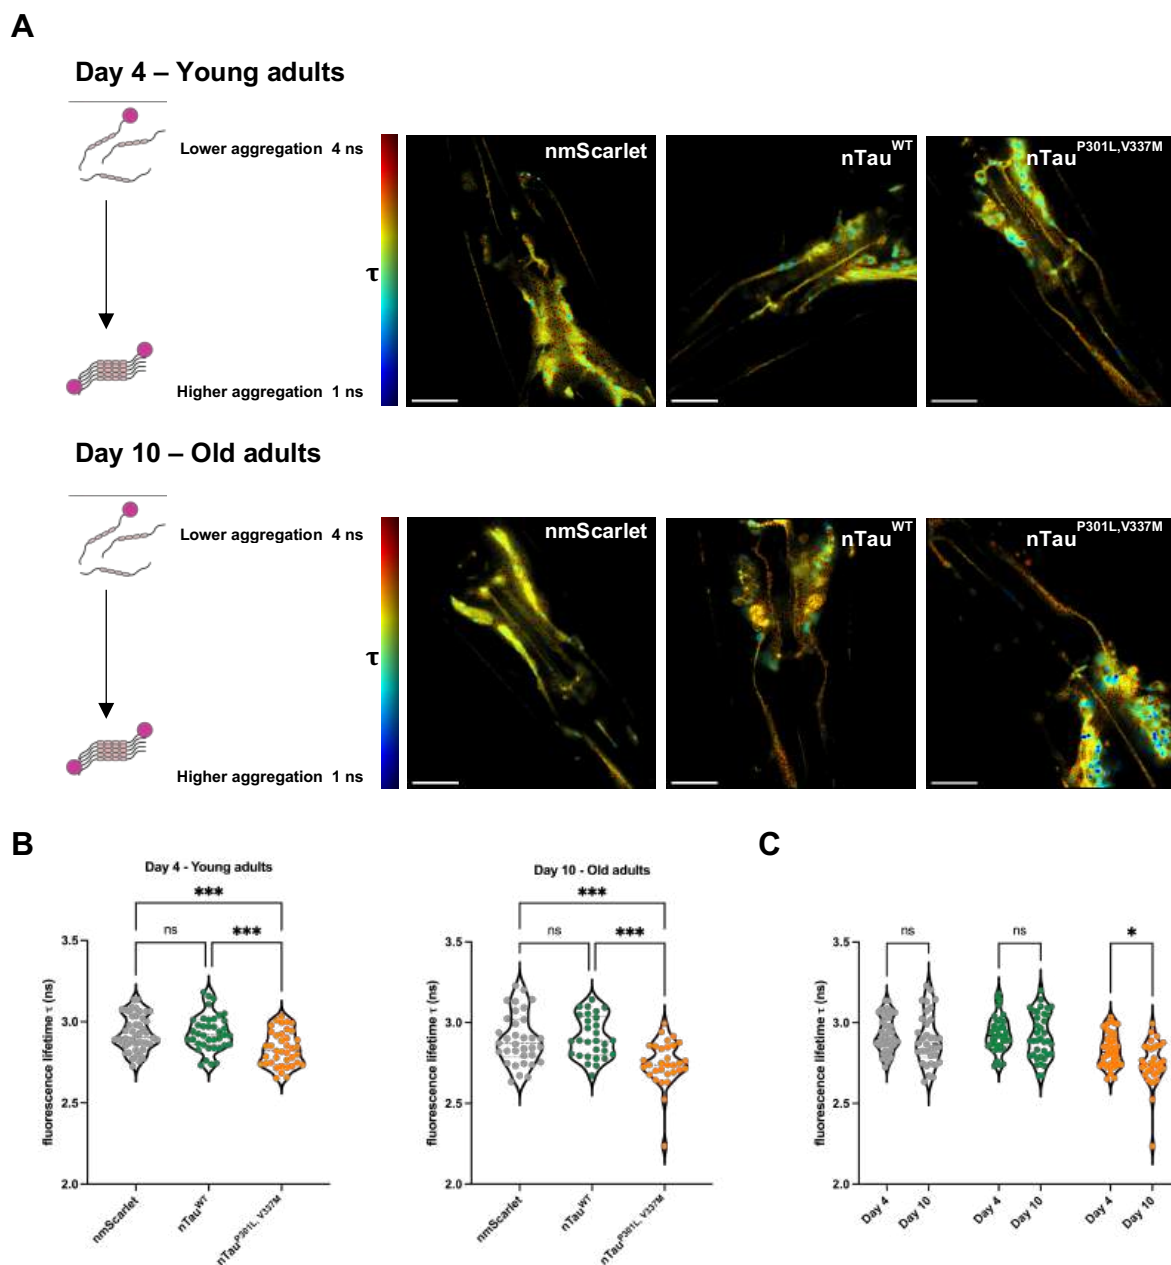 A
Day 4 – Young adults
Lower aggregation 4 ns
τ
Higher aggregation 1 ns
nmScarlet
nTau^WT
nTau^P301L,V337M
Day 10 – Old adults
Lower aggregation 4 ns
τ
Higher aggregation 1 ns
nmScarlet
nTau^WT
nTau^P301L,V337M
B
Day 4 - Young adults
***
ns
***
fluorescence lifetime τ (ns)
3.5
3.0
2.5
2.0
nmScarlet
nTau^WT
nTau^P301L, V337M
Day 10 - Old adults
***
ns
***
fluorescence lifetime τ (ns)
3.5
3.0
2.5
2.0
nmScarlet
nTau^WT
nTau^P301L, V337M
C
ns
ns
*
fluorescence lifetime τ (ns)
3.5
3.0
2.5
2.0
Day 4
Day 10
Day 4
Day 10
Day 4
Day 10